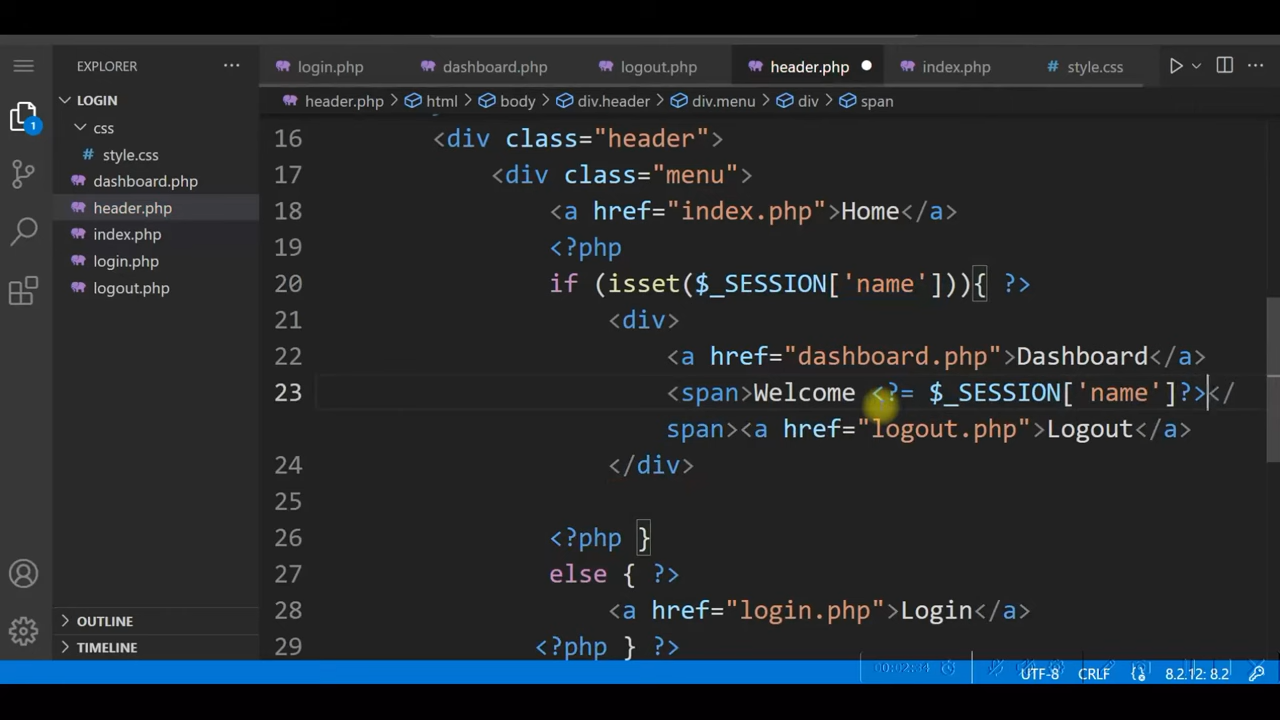 EXPLORER
login.php
dashboard.php
logout.php
header.php
index.php
style.css
LOGIN
header.php
html
body
div.header
div.menu
div
span
css
style.css
dashboard.php
header.php
index.php
login.php
logout.php
16 <div class="header">
17 <div class="menu">
18 <a href="index.php">Home</a>
19 <?php
20 if (isset($_SESSION['name'])){ ?>
21 <div>
22 <a href="dashboard.php">Dashboard</a>
23 <span>Welcome <?= $_SESSION['name']?></
span><a href="logout.php">Logout</a>
24 </div>
25
26 <?php }
27 else { ?>
28 <a href="login.php">Login</a>
29 <?php } ?>
OUTLINE
TIMELINE
00:02:34
UTF-8
CRLF
8.2.12: 8.2
1